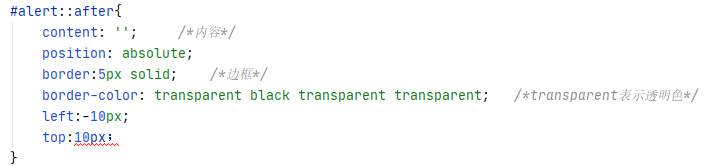 #alert::after{
content: '';     /*内容*/
position: absolute;
border:5px solid;    /*边框*/
border-color: transparent black transparent transparent;   /*transparent表示透明色*/
left:-10px;
top:10px；
}